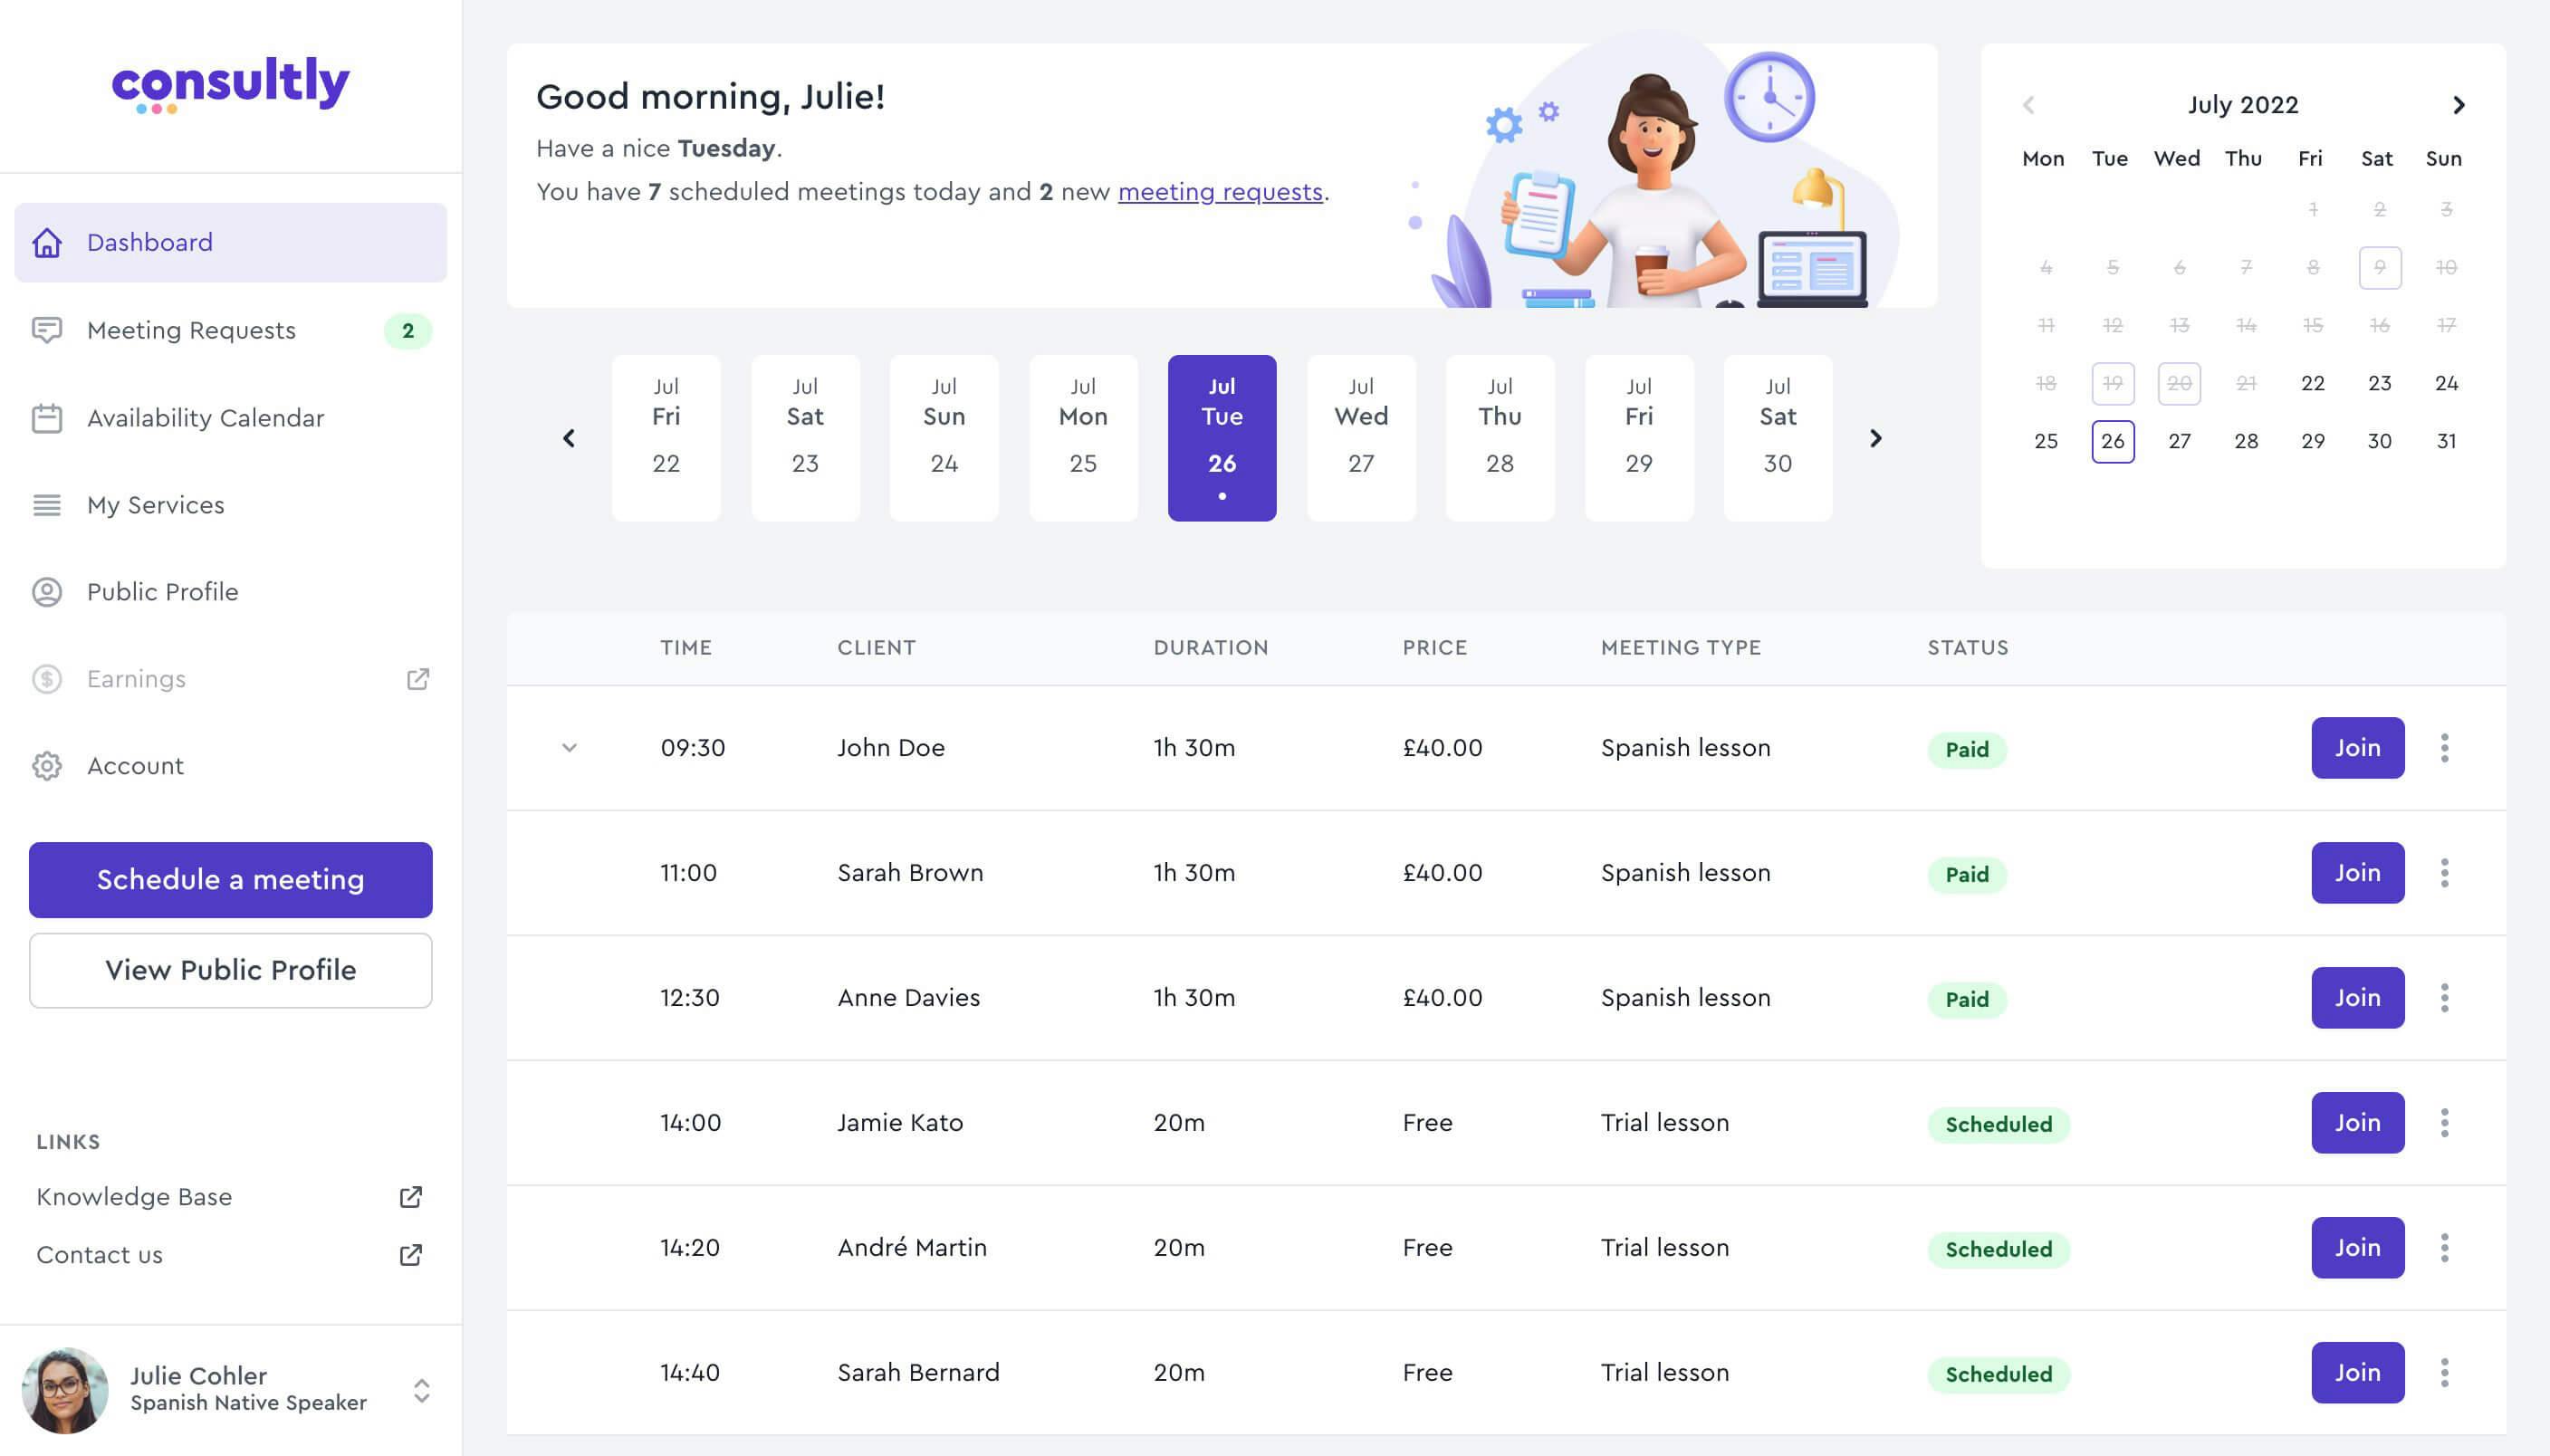 consultly
Dashboard
Meeting Requests 2
Availability Calendar
My Services
Public Profile
Earnings
Account
Schedule a meeting
View Public Profile
LINKS
Knowledge Base
Contact us
Julie Cohler
Spanish Native Speaker
Good morning, Julie!
Have a nice Tuesday.
You have 7 scheduled meetings today and 2 new meeting requests.
Jul Jul Jul Jul Jul Jul Jul Jul Jul
Fri Sat Sun Mon Tue Wed Thu Fri Sat
22 23 24 25 26 27 28 29 30
July 2022
Mon Tue Wed Thu Fri Sat Sun
1 2 3
4 5 6 7 8 9 10
11 12 13 14 15 16 17
18 19 20 21 22 23 24
25 26 27 28 29 30 31
TIME CLIENT DURATION PRICE MEETING TYPE STATUS
09:30 John Doe 1h 30m £40.00 Spanish lesson Paid Join
11:00 Sarah Brown 1h 30m £40.00 Spanish lesson Paid Join
12:30 Anne Davies 1h 30m £40.00 Spanish lesson Paid Join
14:00 Jamie Kato 20m Free Trial lesson Scheduled Join
14:20 André Martin 20m Free Trial lesson Scheduled Join
14:40 Sarah Bernard 20m Free Trial lesson Scheduled Join